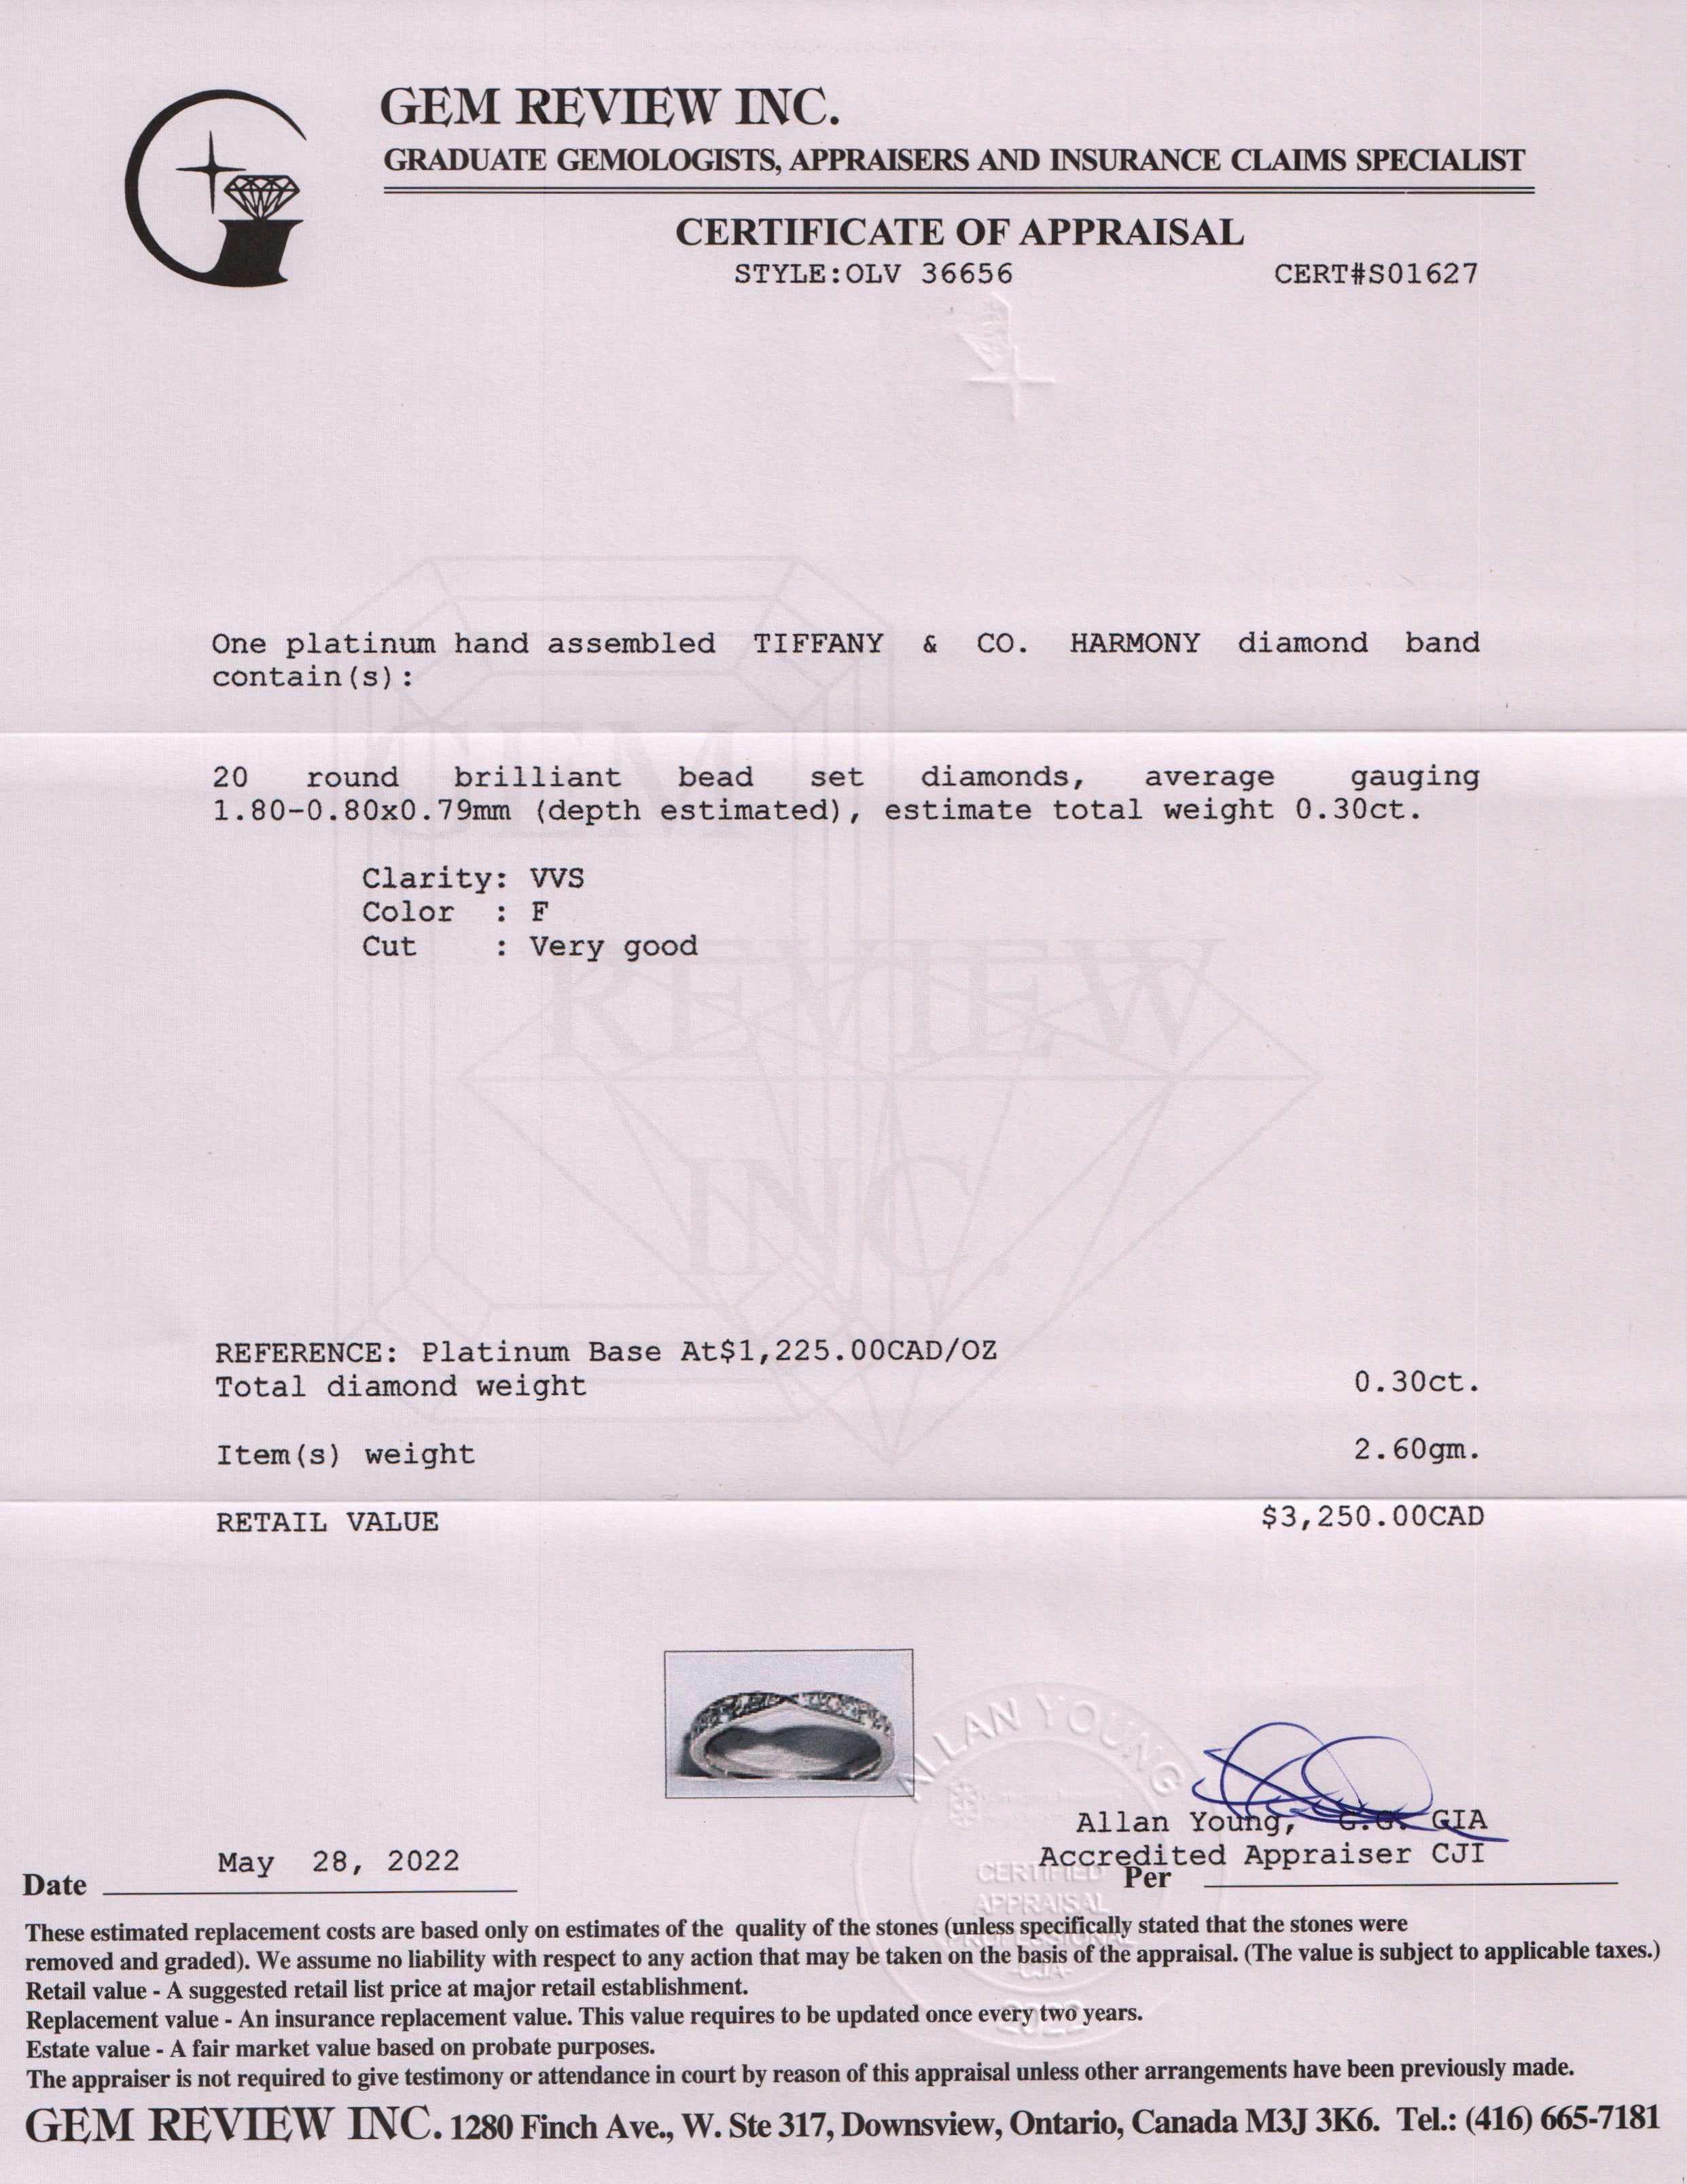 GEM REVIEW INC.
GRADUATE GEMOLOGISTS, APPRAISERS AND INSURANCE CLAIMS SPECIALIST
CERTIFICATE OF APPRAISAL
STYLE:OLV 36656 CERT#S01627
One platinum hand assembled TIFFANY & CO. HARMONY diamond band
contain(s):
GEM
20 round brilliant bead set diamonds, average gauging
1.80-0.80x0.79mm (depth estimated), estimate total weight 0.30ct.
Clarity: VVS
Color : F
Cut : Very good
REVIEW
INC.
REFERENCE: Platinum Base At$1,225.00CAD/OZ
Total diamond weight 0.30ct.
Item(s) weight 2.60gm.
RETAIL VALUE $3,250.00CAD
ALLAN YOUNG
Allan Young, G.G. GIA
Accredited Appraiser CJI
Date May 28, 2022
Per
CERTIFIED
APPRAISAL
PROFESSIONAL
-CJA-
2022
These estimated replacement costs are based only on estimates of the quality of the stones (unless specifically stated that the stones were
removed and graded). We assume no liability with respect to any action that may be taken on the basis of the appraisal. (The value is subject to applicable taxes.)
Retail value - A suggested retail list price at major retail establishment.
Replacement value - An insurance replacement value. This value requires to be updated once every two years.
Estate value - A fair market value based on probate purposes.
The appraiser is not required to give testimony or attendance in court by reason of this appraisal unless other arrangements have been previously made.
GEM REVIEW INC. 1280 Finch Ave., W. Ste 317, Downsview, Ontario, Canada M3J 3K6. Tel.: (416) 665-7181